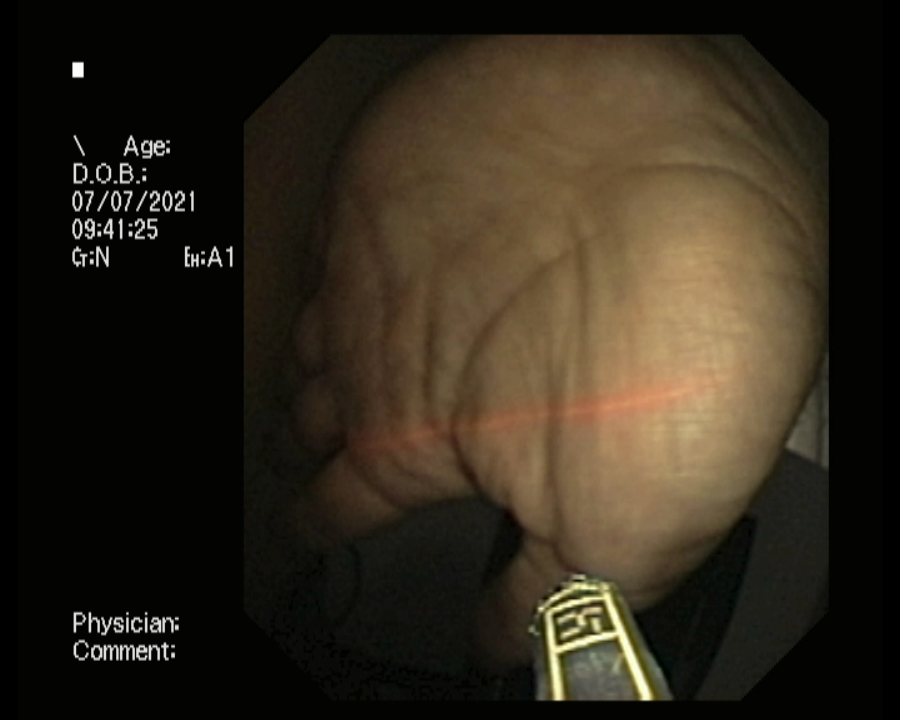 \ Age:
D.O.B.:
07/07/2021
09:41:25
Cr:N Eh:A1
Physician:
Comment: